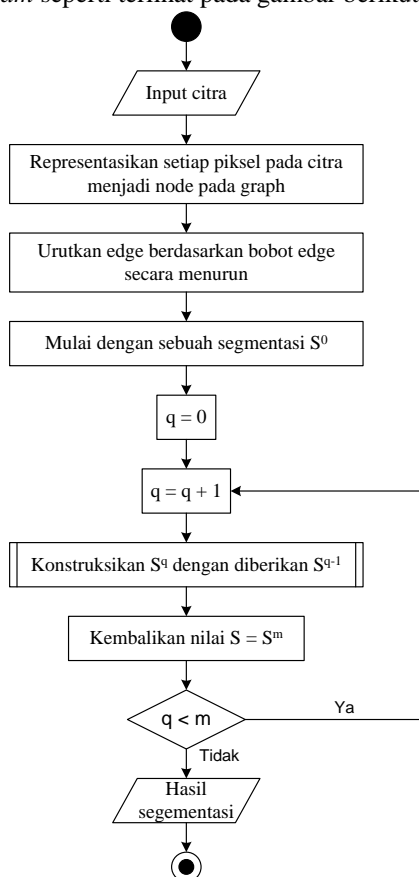 seperti terlihat pada gambar berikut
Input citra
Representasikan setiap piksel pada citra
menjadi node pada graph
Urutkan edge berdasarkan bobot edge
secara menurun
Mulai dengan sebuah segmentasi S⁰
q = 0
q = q + 1
Konstruksikan Sᑫ dengan diberikan Sᑫ⁻¹
Kembalikan nilai S = Sᵐ
q < m
Ya
Tidak
Hasil
segementasi